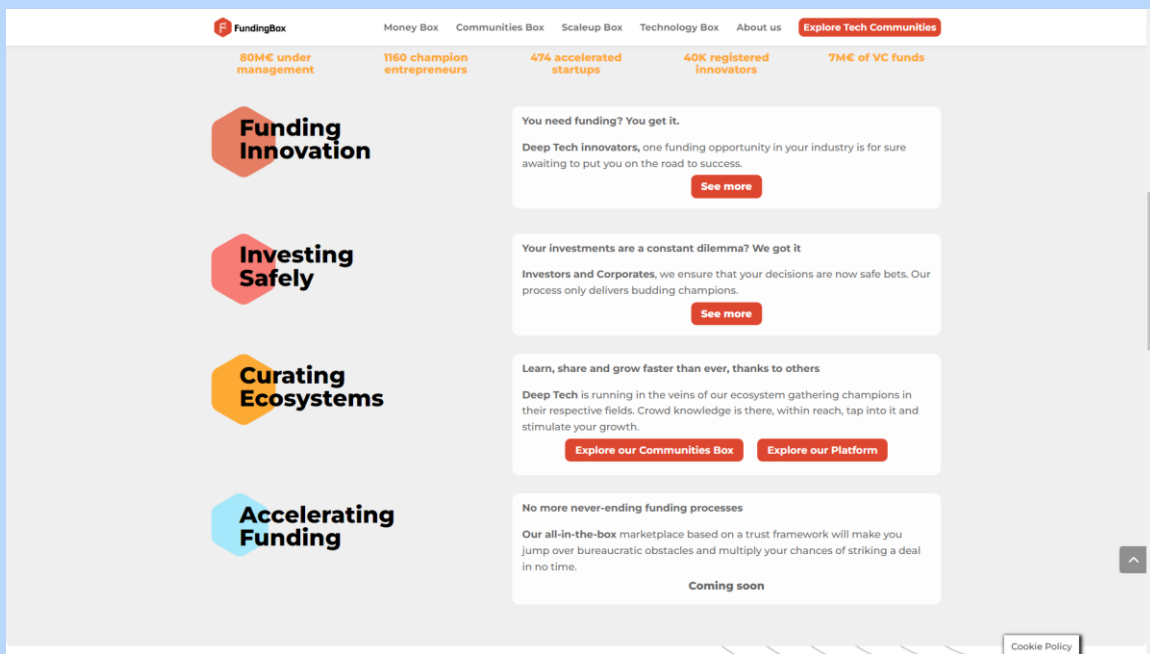 FundingBox
Money Box Communities Box Scaleup Box Technology Box About us Explore Tech Communities
80M€ under
management
1160 champion
entrepreneurs
474 accelerated
startups
40K registered
innovators
7M€ of VC funds
Funding
Innovation
You need funding? You get it.
Deep Tech innovators, one funding opportunity in your industry is for sure
awaiting to put you on the road to success.
See more
Investing
Safely
Your investments are a constant dilemma? We got it
Investors and Corporates, we ensure that your decisions are now safe bets. Our
process only delivers budding champions.
See more
Curating
Ecosystems
Learn, share and grow faster than ever, thanks to others
Deep Tech is running in the veins of our ecosystem gathering champions in
their respective fields. Crowd knowledge is there, within reach, tap into it and
stimulate your growth.
Explore our Communities Box Explore our Platform
Accelerating
Funding
No more never-ending funding processes
Our all-in-the-box marketplace based on a trust framework will make you
jump over bureaucratic obstacles and multiply your chances of striking a deal
in no time.
Coming soon
Cookie Policy